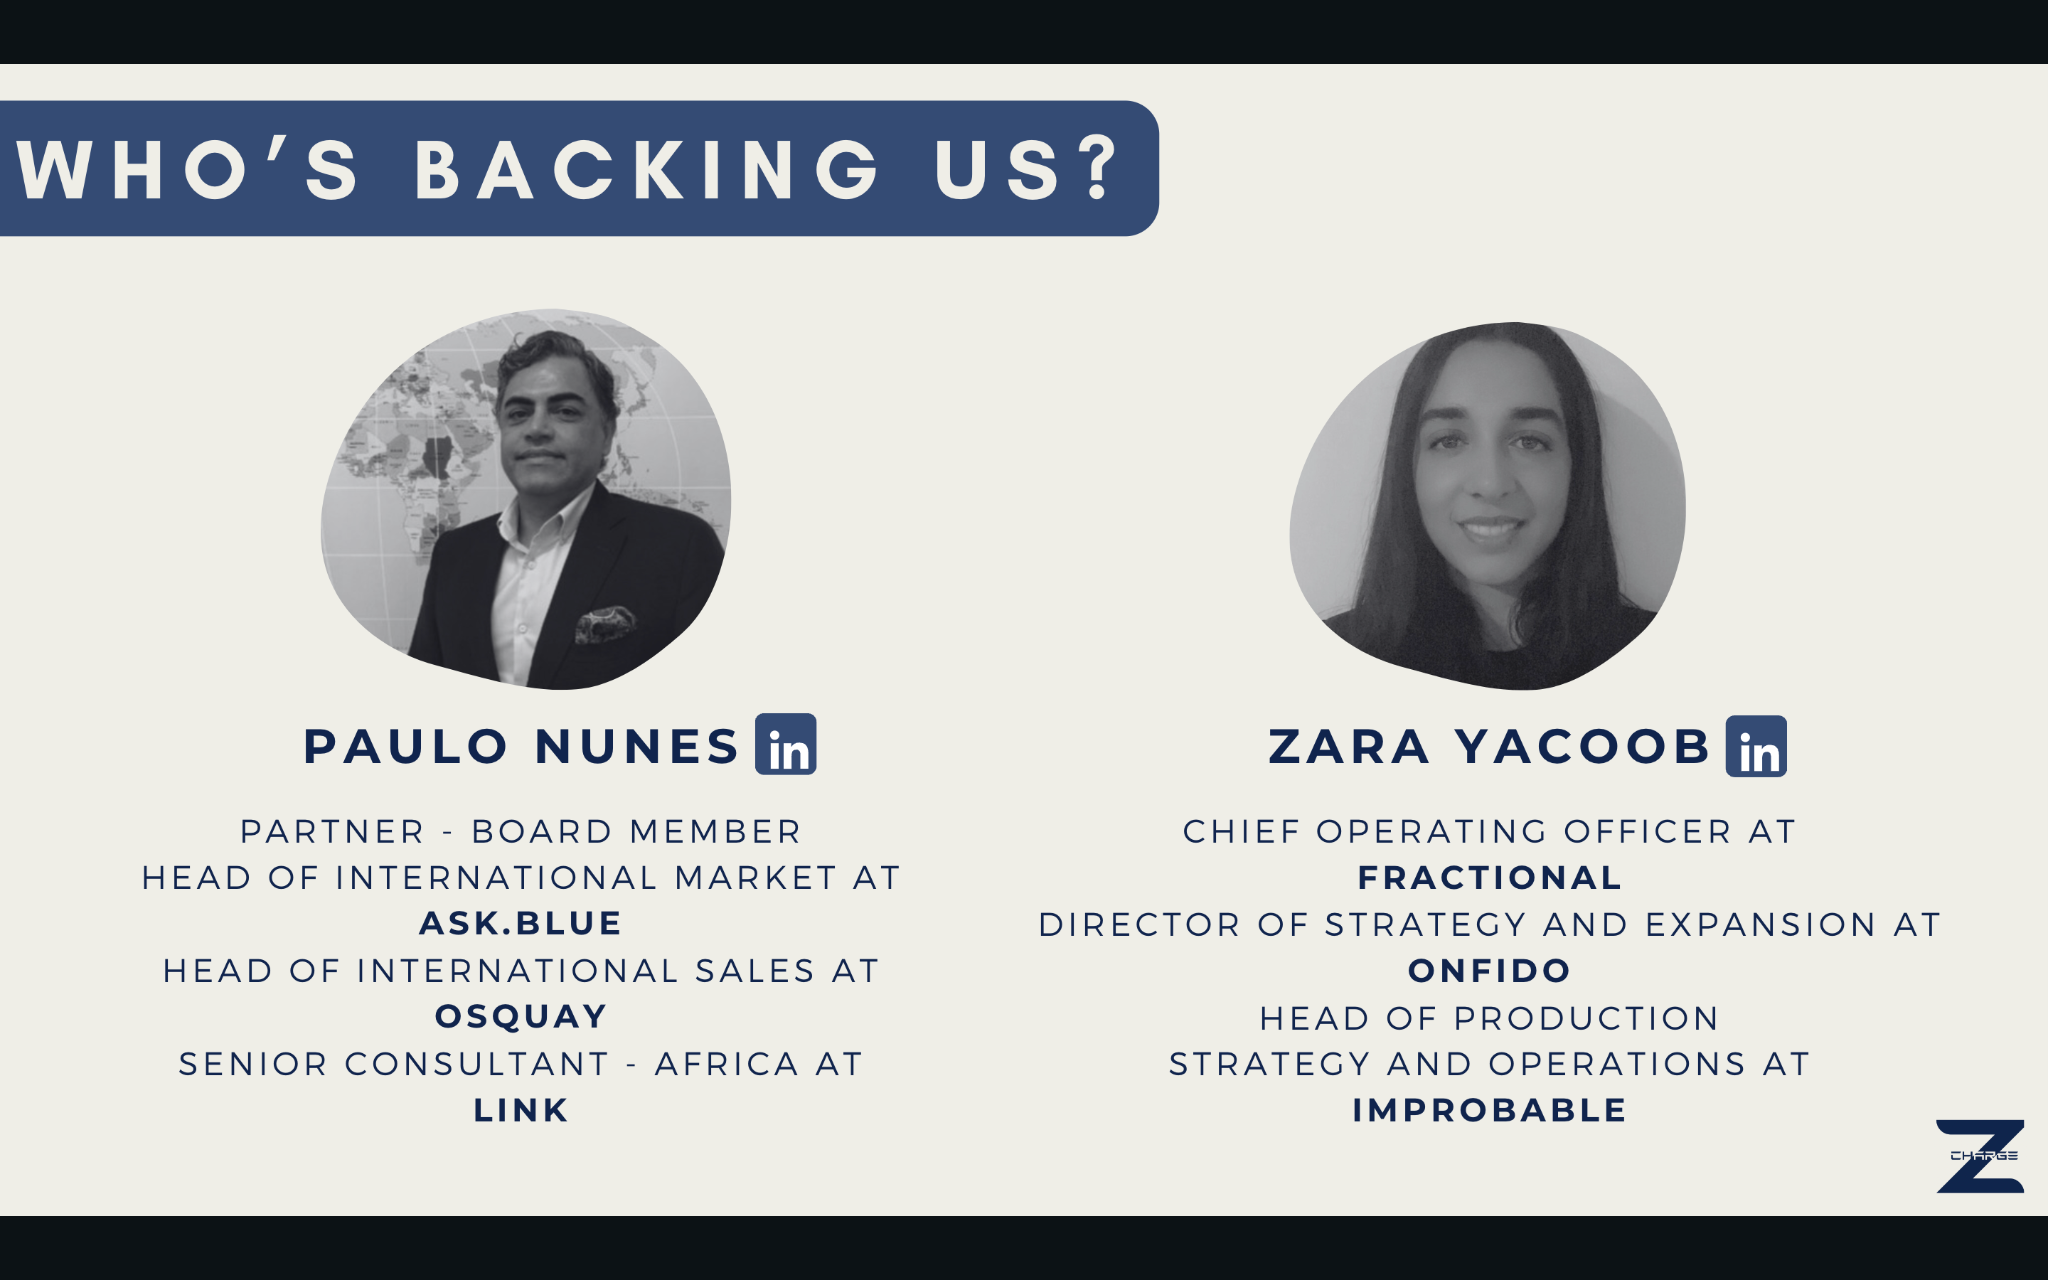 WHO’S BACKING US?
PAULO NUNES in
PARTNER - BOARD MEMBER
HEAD OF INTERNATIONAL MARKET AT
ASK.BLUE
HEAD OF INTERNATIONAL SALES AT
OSQUAY
SENIOR CONSULTANT - AFRICA AT
LINK
ZARA YACOOB in
CHIEF OPERATING OFFICER AT
FRACTIONAL
DIRECTOR OF STRATEGY AND EXPANSION AT
ONFIDO
HEAD OF PRODUCTION
STRATEGY AND OPERATIONS AT
IMPROBABLE
Z
CHARGE